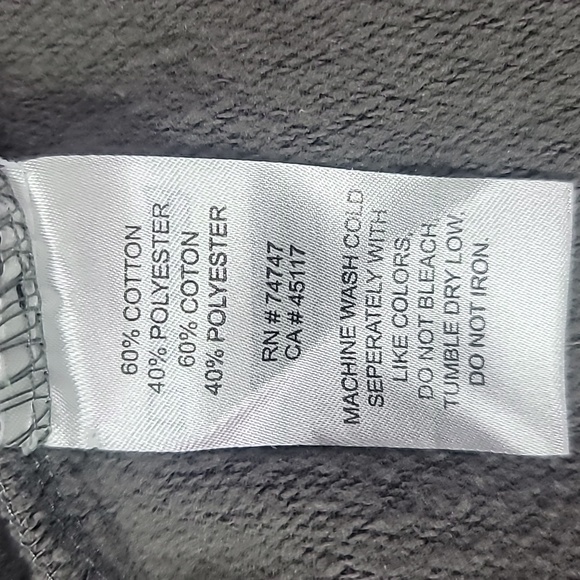 60% COTTON
40% POLYESTER
60% COTON
40% POLYESTER
RN # 74747
CA # 45117
MACHINE WASH COLD
SEPERATELY WITH
LIKE COLORS,
DO NOT BLEACH,
TUMBLE DRY LOW,
DO NOT IRON.